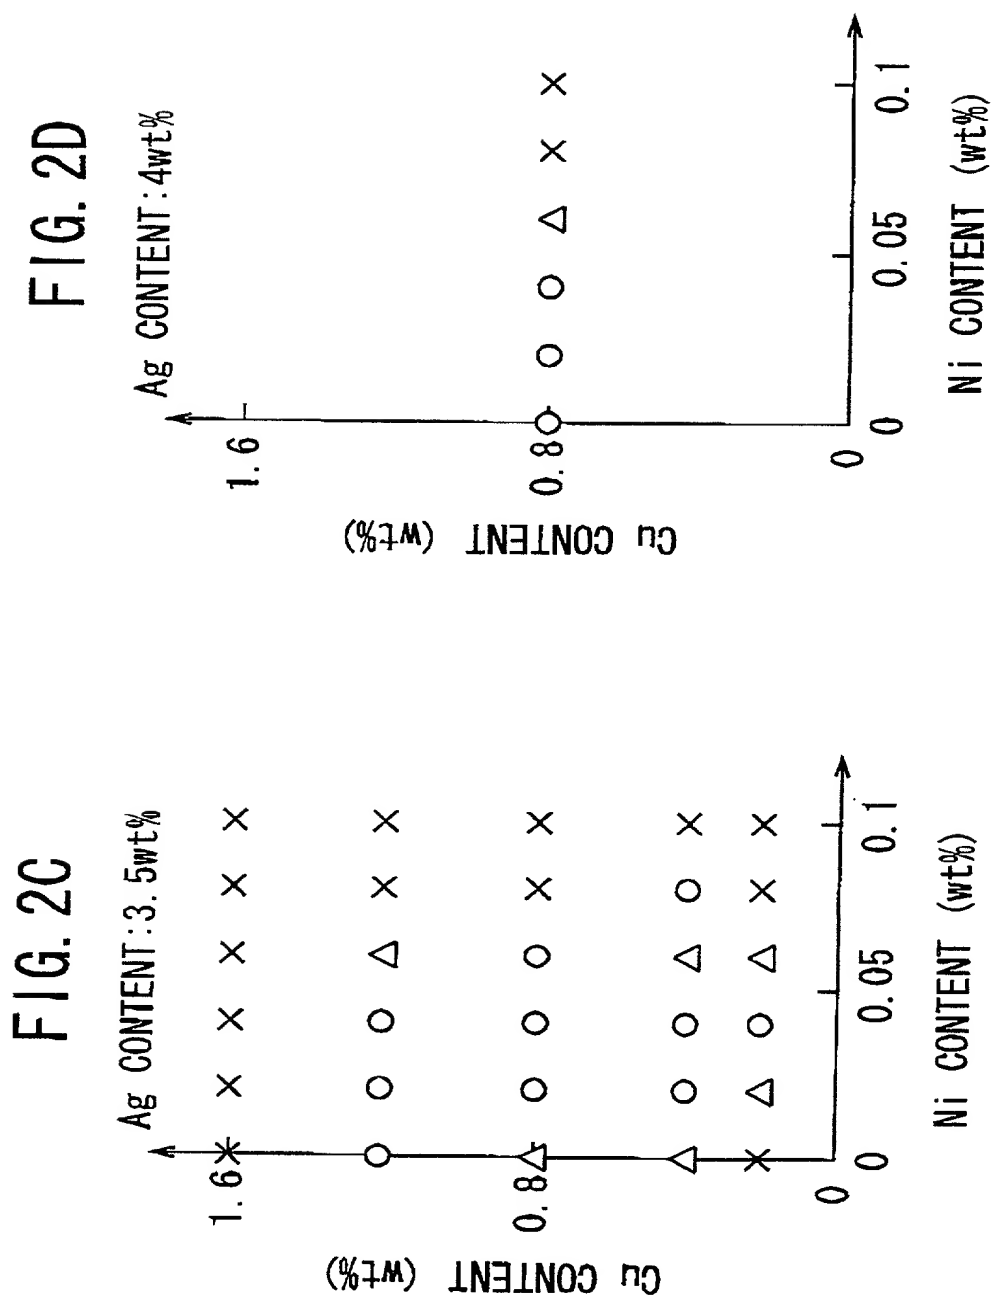 FIG. 2C
Ag CONTENT:3. 5wt%
Cu CONTENT (wt%)
1. 6
0. 8
0
0
0. 05
0. 1
Ni CONTENT (wt%)
FIG. 2D
Ag CONTENT:4wt%
Cu CONTENT (wt%)
1. 6
0. 8
0
0
0. 05
0. 1
Ni CONTENT (wt%)